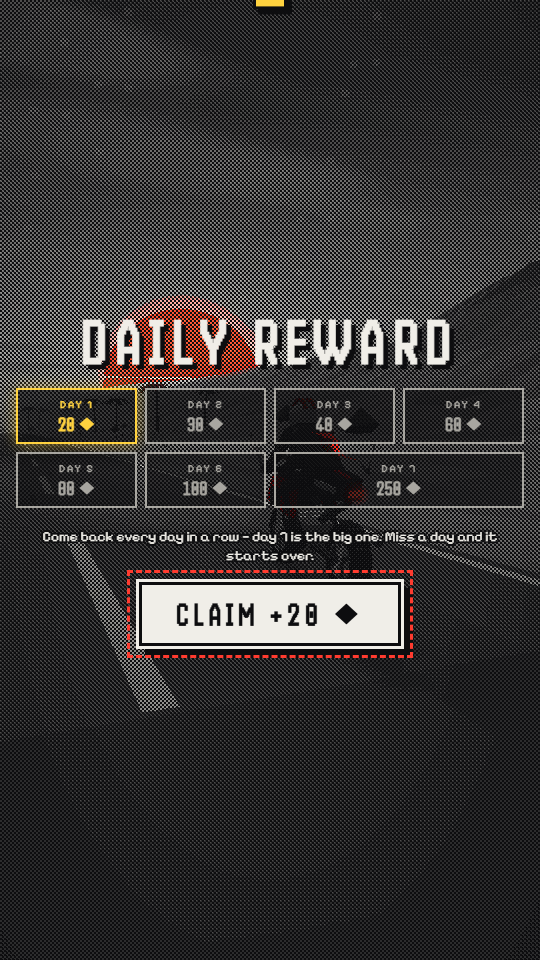 DAILY REWARD
DAY 1
20 ◆
DAY 2
30 ◆
DAY 3
40 ◆
DAY 4
60 ◆
DAY 5
80 ◆
DAY 6
100 ◆
DAY 7
250 ◆
Come back every day in a row - day 7 is the big one. Miss a day and it
starts over.
CLAIM +20 ◆